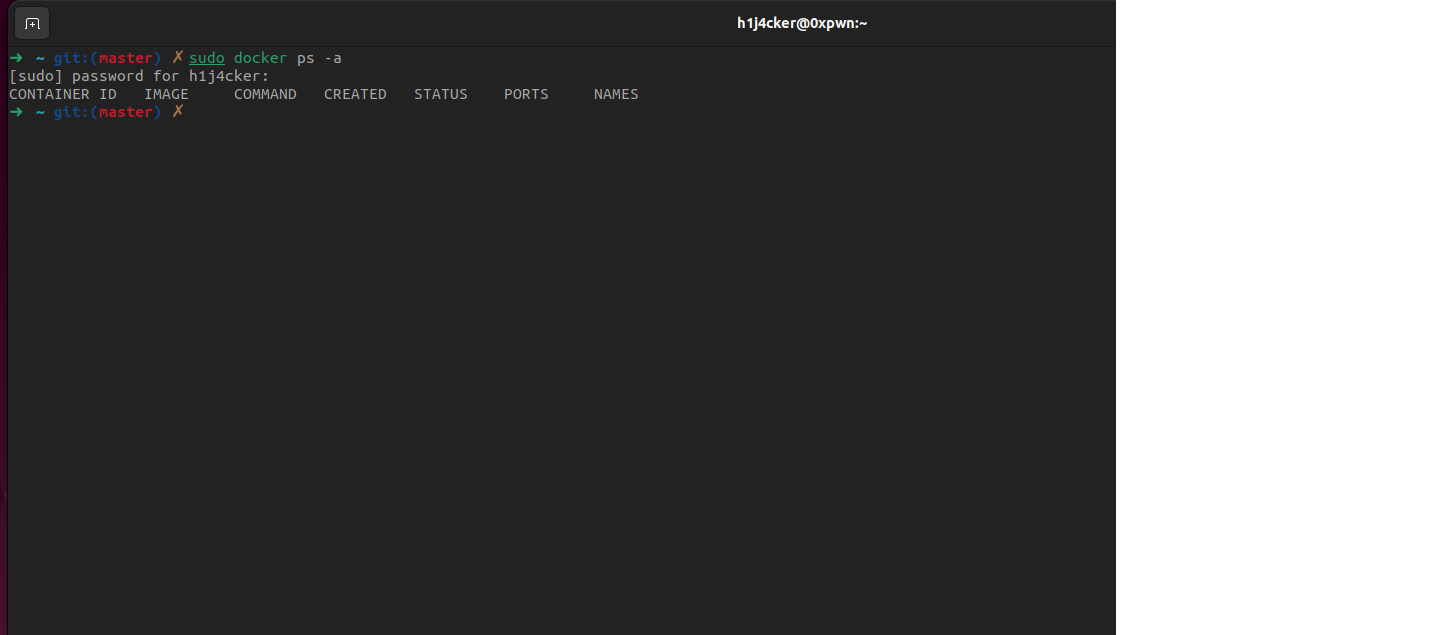 h1j4cker@0xpwn:~
➜ ~ git:(master) ✗ sudo docker ps -a
[sudo] password for h1j4cker:
CONTAINER ID   IMAGE     COMMAND   CREATED   STATUS    PORTS     NAMES
➜ ~ git:(master) ✗